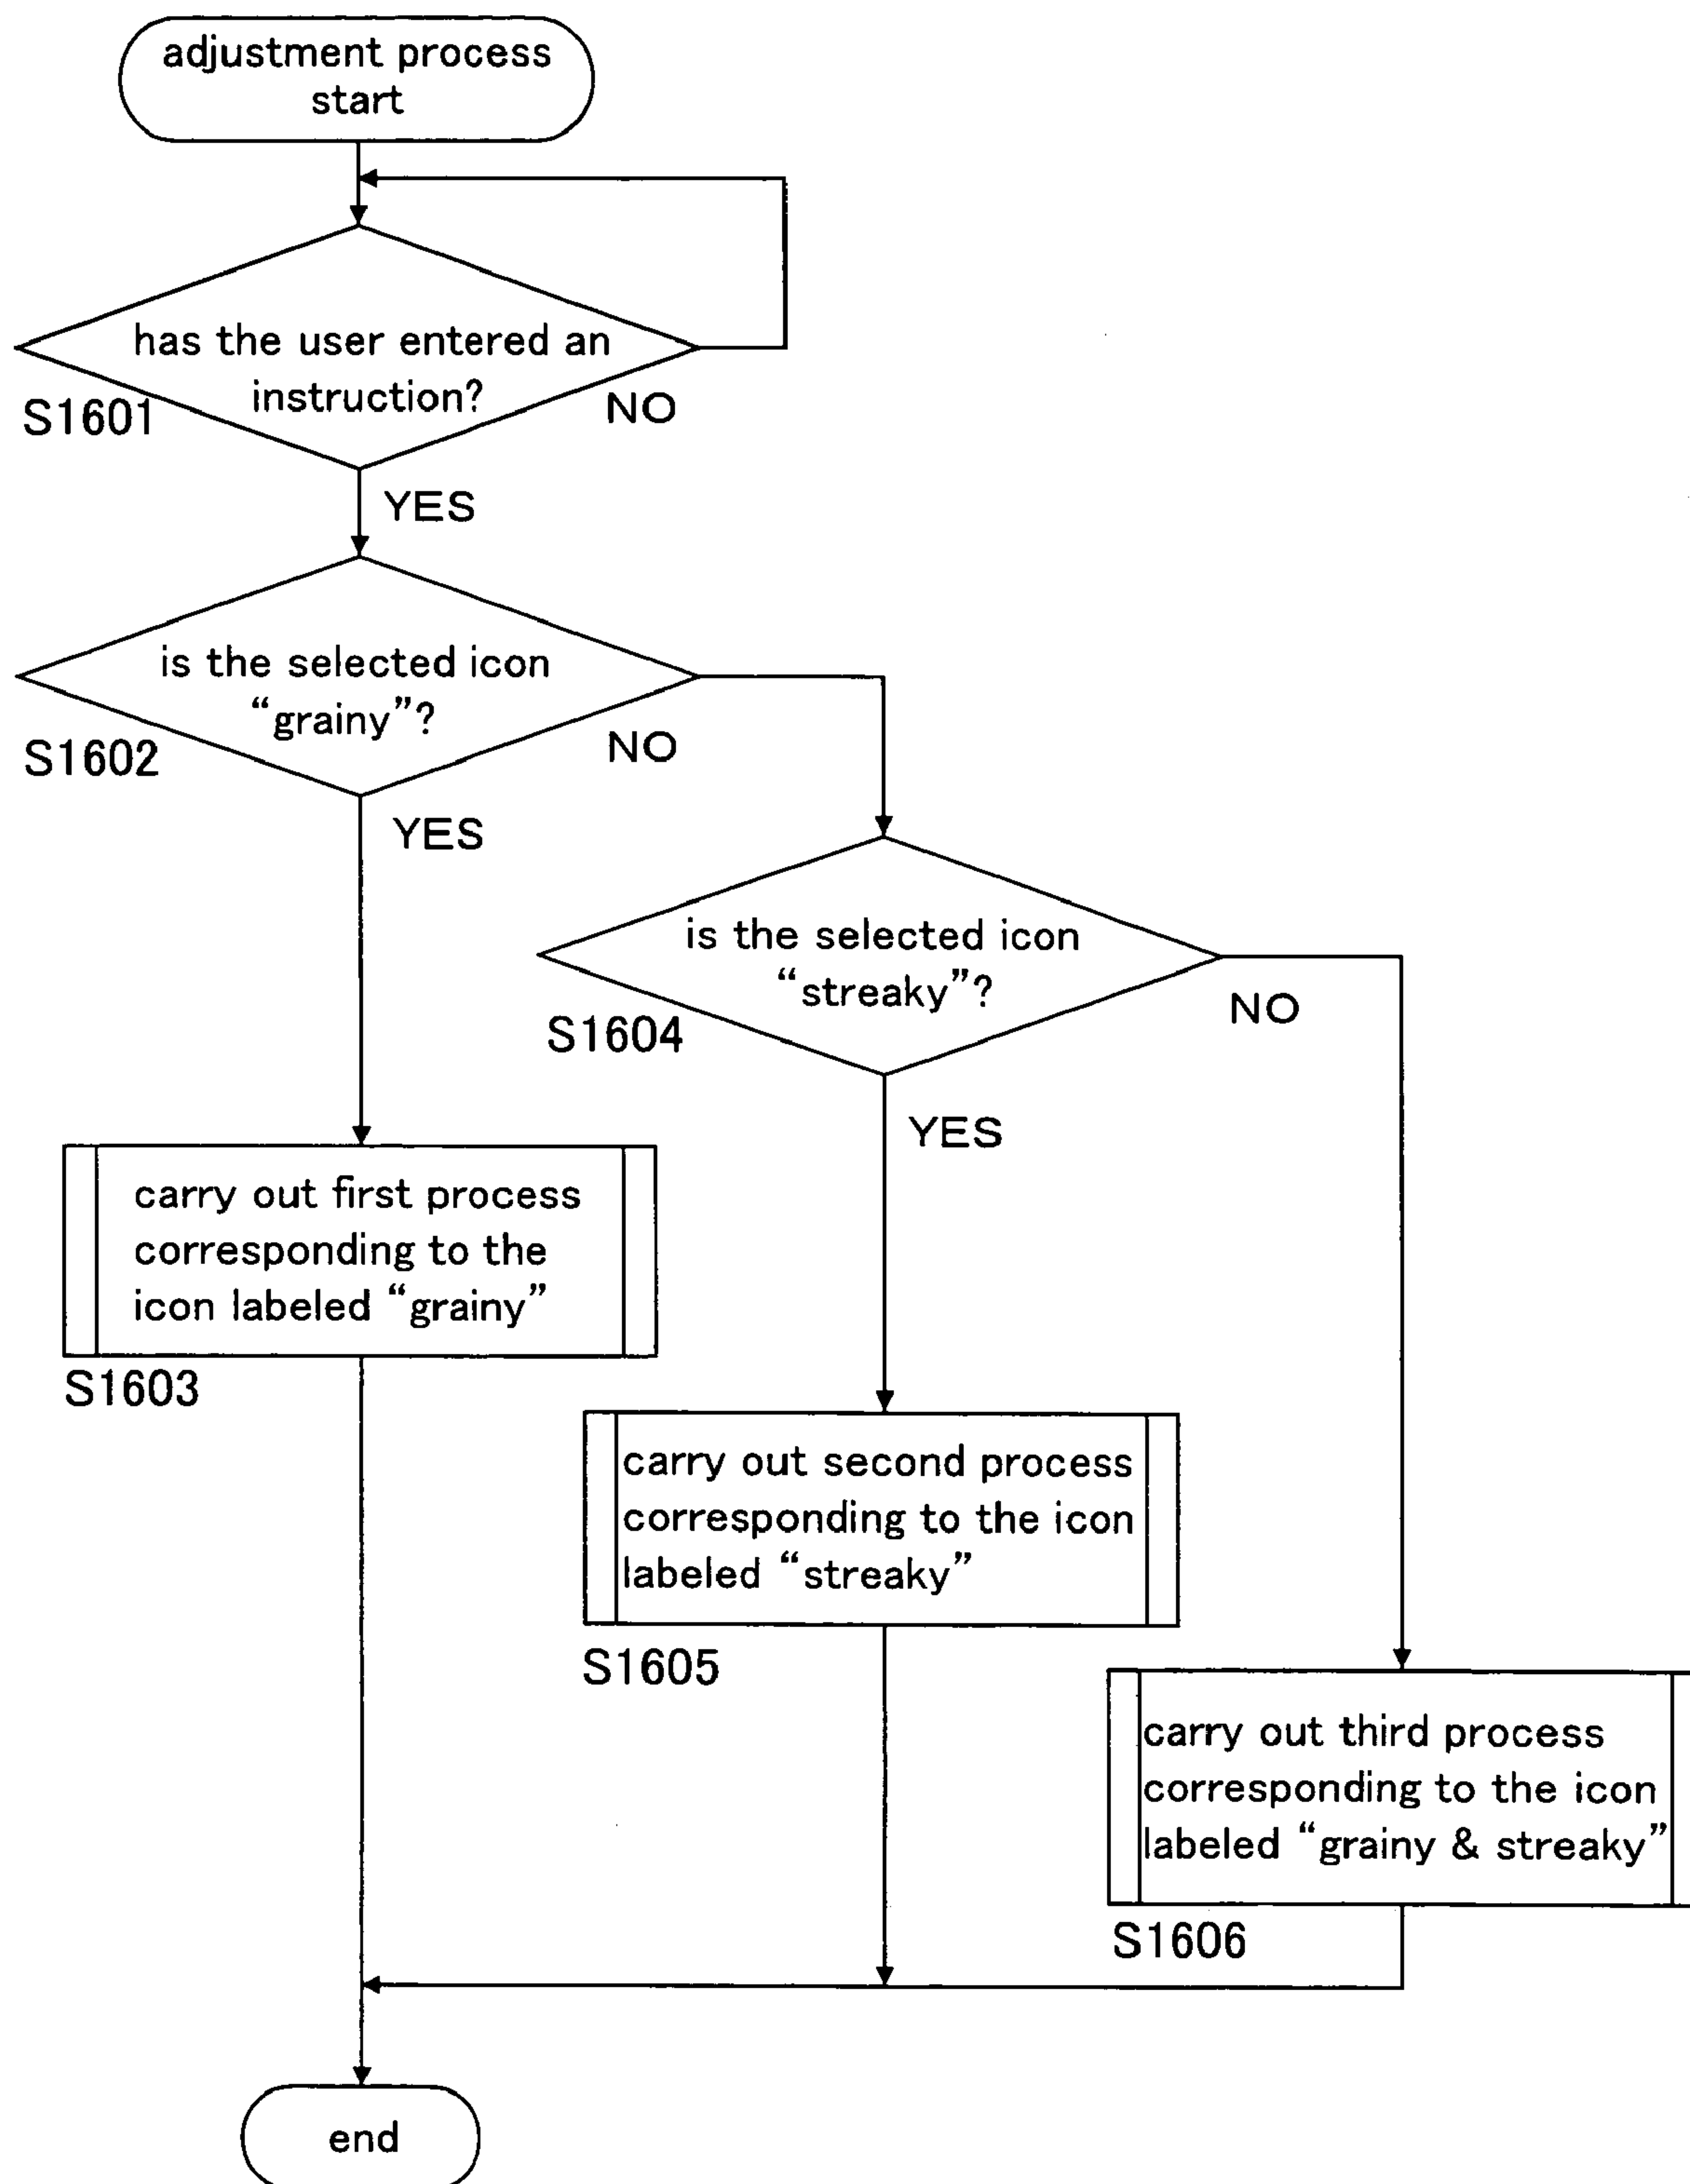 adjustment process
start
has the user entered an
instruction?
S1601
NO
YES
is the selected icon
“grainy”?
S1602
NO
YES
is the selected icon
“streaky”?
S1604
NO
YES
carry out first process
corresponding to the
icon labeled “grainy”
S1603
carry out second process
corresponding to the icon
labeled “streaky”
S1605
carry out third process
corresponding to the icon
labeled “grainy & streaky”
S1606
end